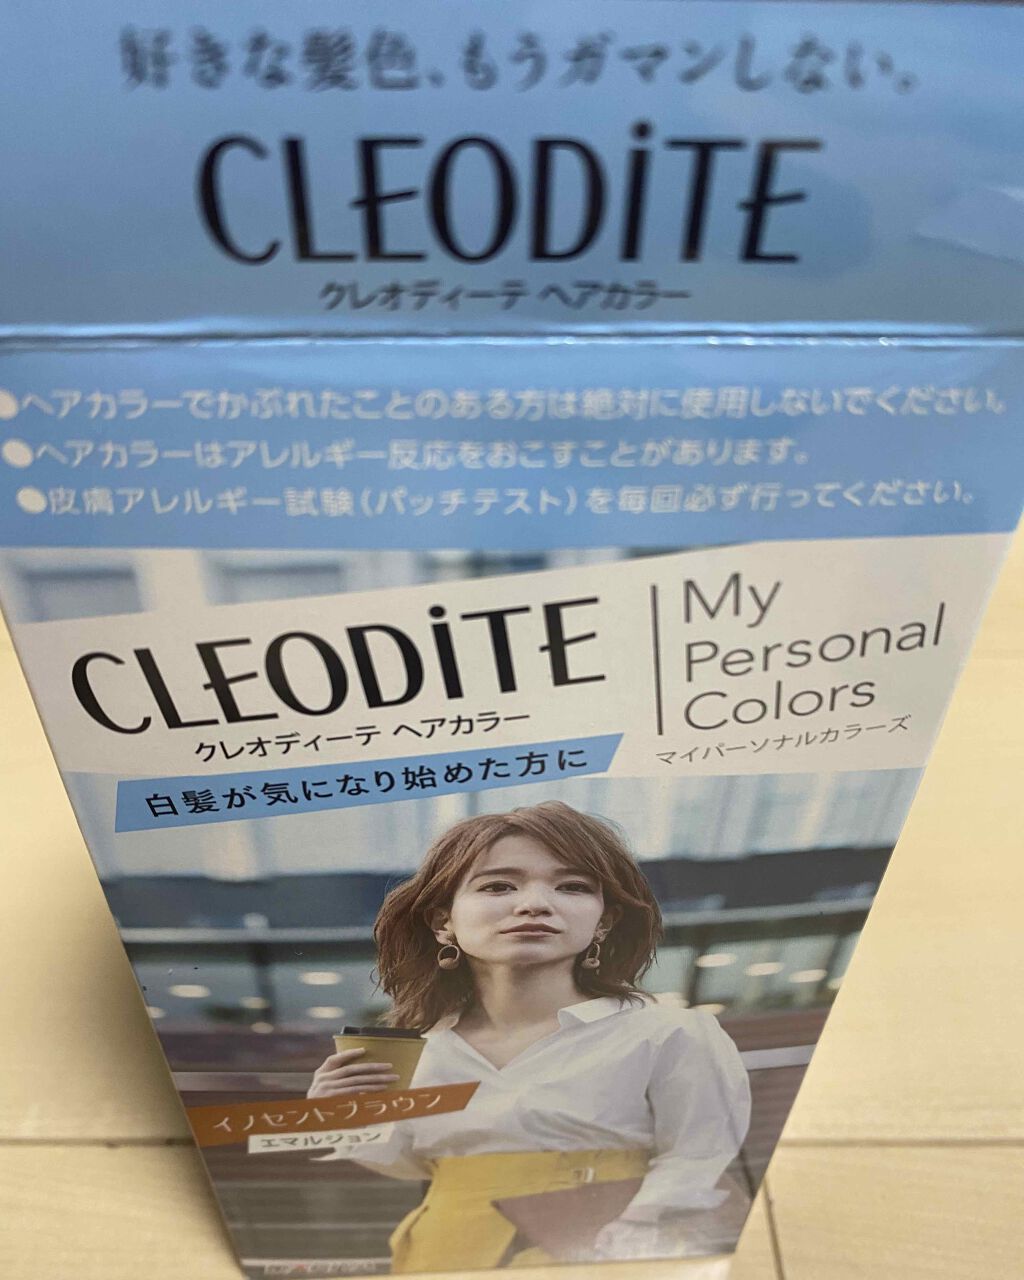 好きな髪色、もうガマンしない。
CLEODiTE
クレオディーテ ヘアカラー
●ヘアカラーでかぶれたことのある方は絶対に使用しないでください。
●ヘアカラーはアレルギー反応をおこすことがあります。
●皮膚アレルギー試験（パッチテスト）を毎回必ず行ってください。
CLEODiTE
クレオディーテ ヘアカラー
My
Personal
Colors
マイパーソナルカラーズ
白髪が気になり始めた方に
イノセントブラウン
エマルジョン